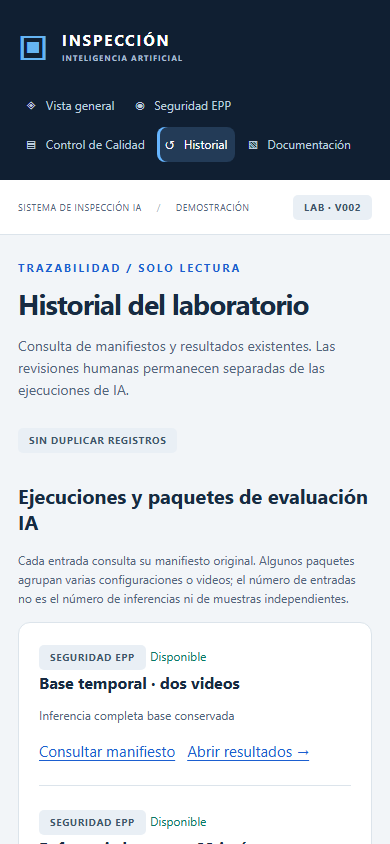 INSPECCIÓN
INTELIGENCIA ARTIFICIAL
Vista general
Seguridad EPP
Control de Calidad
Historial
Documentación
SISTEMA DE INSPECCIÓN IA / DEMOSTRACIÓN
LAB · V002
TRAZABILIDAD / SOLO LECTURA
Historial del laboratorio
Consulta de manifiestos y resultados existentes. Las
revisiones humanas permanecen separadas de las
ejecuciones de IA.
SIN DUPLICAR REGISTROS
Ejecuciones y paquetes de evaluación
IA
Cada entrada consulta su manifiesto original. Algunos paquetes
agrupan varias configuraciones o videos; el número de entradas
no es el número de inferencias ni de muestras independientes.
SEGURIDAD EPP Disponible
Base temporal · dos videos
Inferencia completa base conservada
Consultar manifiesto Abrir resultados →
SEGURIDAD EPP Disponible